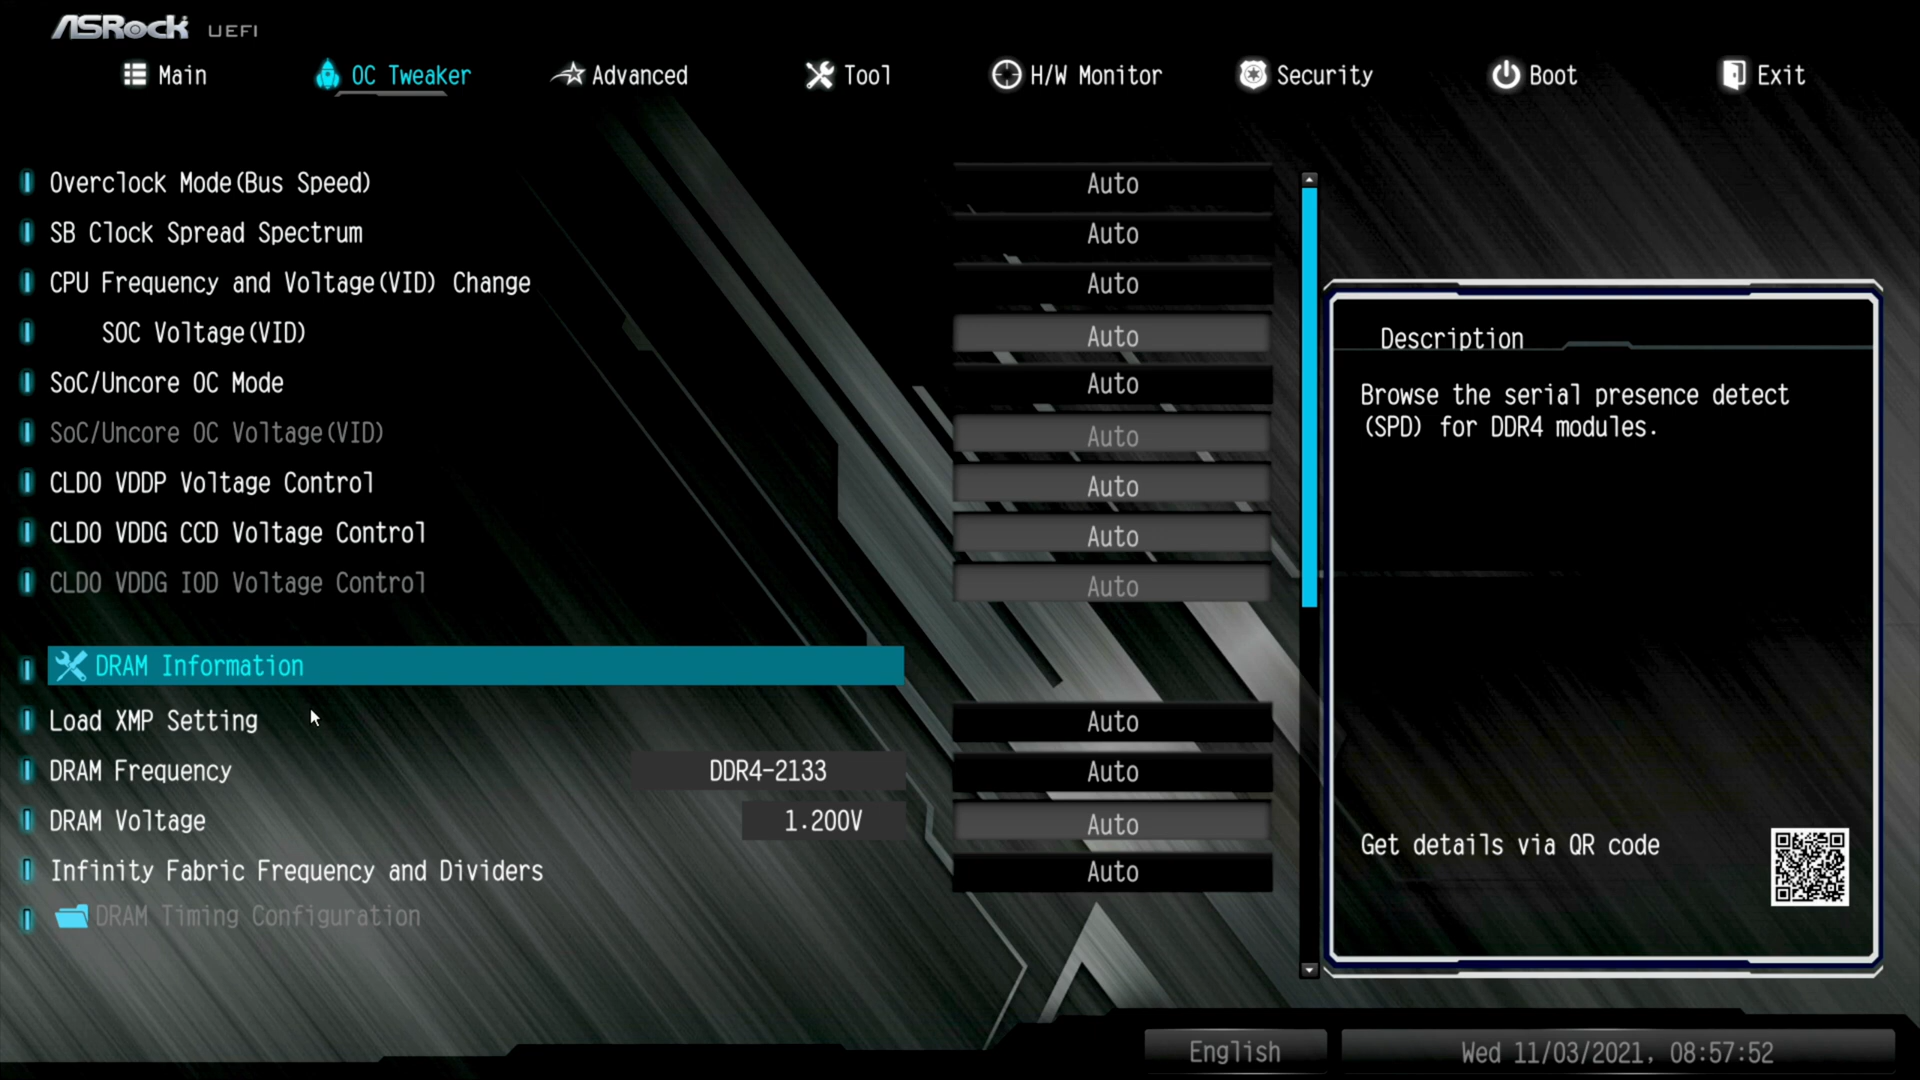 ASRock UEFI
Main
OC Tweaker
Advanced
Tool
H/W Monitor
Security
Boot
Exit
Overclock Mode(Bus Speed) Auto
SB Clock Spread Spectrum Auto
CPU Frequency and Voltage(VID) Change Auto
SOC Voltage(VID) Auto
SoC/Uncore OC Mode Auto
SoC/Uncore OC Voltage(VID) Auto
CLDO VDDP Voltage Control Auto
CLDO VDDG CCD Voltage Control Auto
CLDO VDDG IOD Voltage Control Auto
DRAM Information
Load XMP Setting Auto
DRAM Frequency DDR4-2133 Auto
DRAM Voltage 1.200V Auto
Infinity Fabric Frequency and Dividers Auto
DRAM Timing Configuration
Description
Browse the serial presence detect
(SPD) for DDR4 modules.
Get details via QR code
English
Wed 11/03/2021, 08:57:52